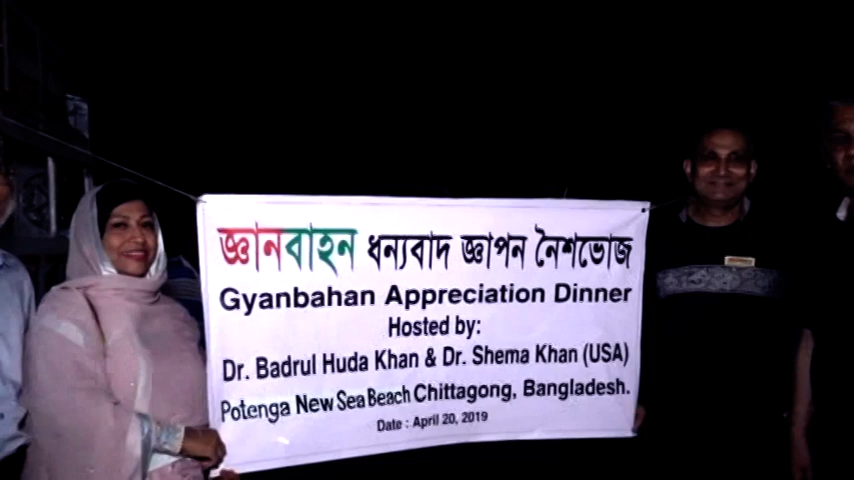 জ্ঞানবাহন ধন্যবাদ জ্ঞাপন নৈশভোজ
Gyanbahan Appreciation Dinner
Hosted by:
Dr. Badrul Huda Khan & Dr. Shema Khan (USA)
Potenga New Sea Beach Chittagong, Bangladesh.
Date : April 20, 2019